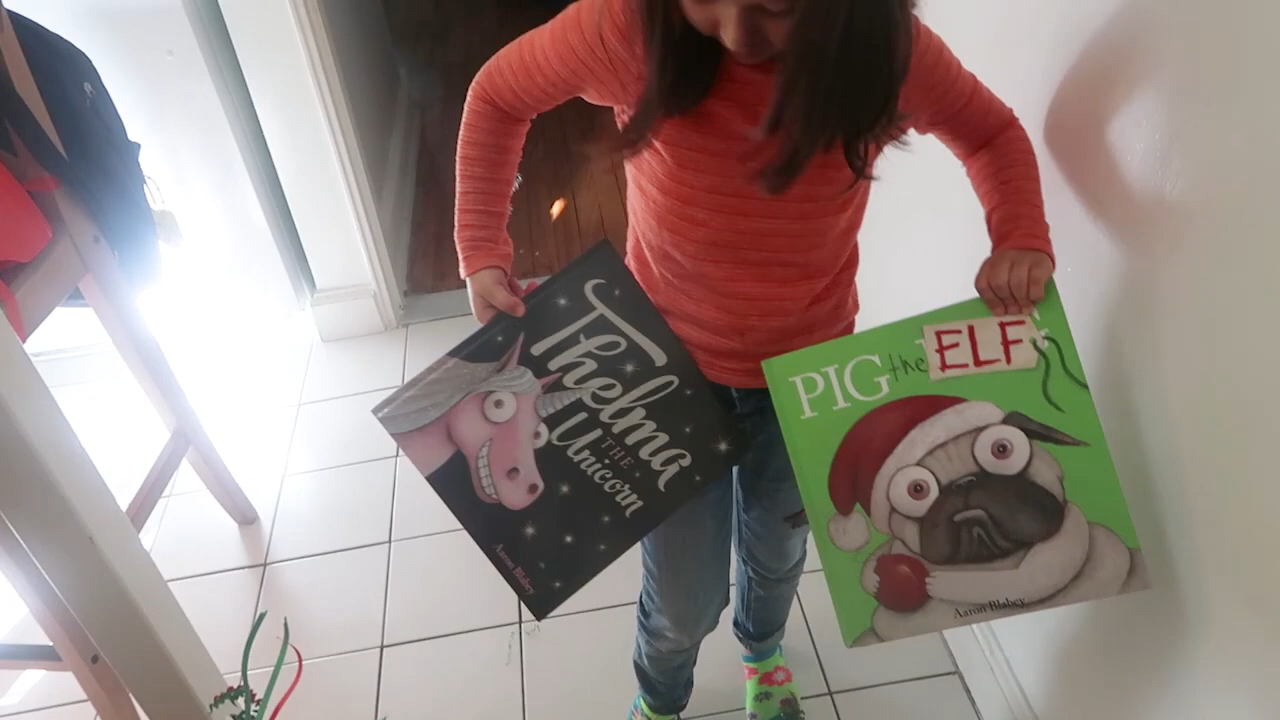 Thelma
THE
Unicorn
Aaron Blabey
PIG the ELF
Aaron Blabey